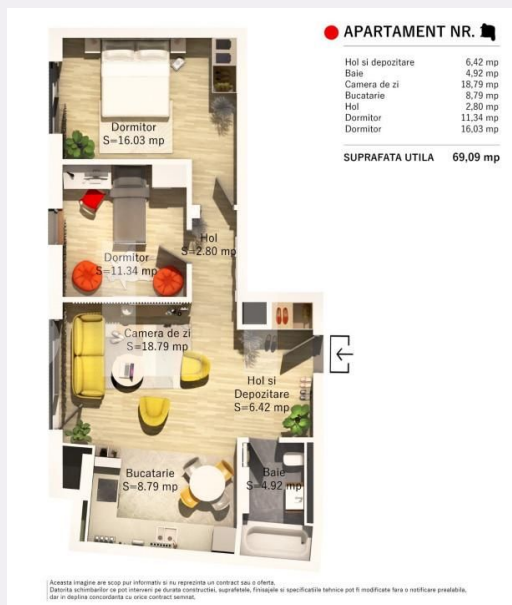 APARTAMENT NR.
Hol si depozitare 6,42 mp
Baie 4,92 mp
Camera de zi 18,79 mp
Bucatarie 8,79 mp
Hol 2,80 mp
Dormitor 11,34 mp
Dormitor 16,03 mp
SUPRAFATA UTILA 69,09 mp
Dormitor
S=16.03 mp
Hol
S=2.80 mp
Dormitor
S=11.34 mp
Camera de zi
S=18.79 mp
Hol si
Depozitare
S=6.42 mp
Bucatarie
S=8.79 mp
Baie
S=4.92 mp
Aceasta imagine are scop pur informativ si nu reprezinta un contract sau o oferta.
Datorita schimbarilor ce pot interveni pe durata constructiei, suprafetele, finisajele si specificatiile tehnice pot fi modificate fara o notificare prealabila,
dar in deplina concordanta cu orice contract semnat.